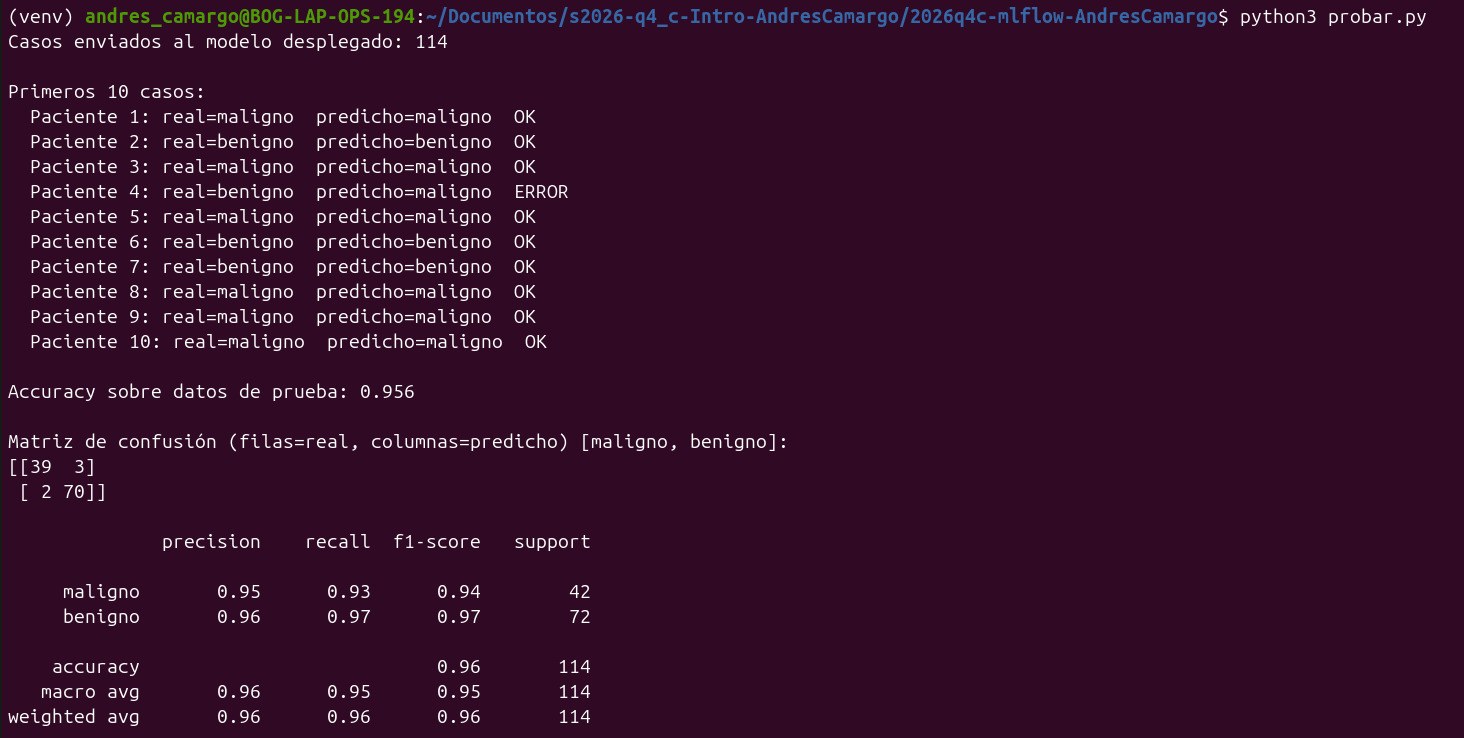 (venv) andres_camargo@BOG-LAP-OPS-194:~/Documentos/s2026-q4_c-Intro-AndresCamargo/2026q4c-mlflow-AndresCamargo$ python3 probar.py
Casos enviados al modelo desplegado: 114

Primeros 10 casos:
  Paciente 1: real=maligno  predicho=maligno  OK
  Paciente 2: real=benigno  predicho=benigno  OK
  Paciente 3: real=maligno  predicho=maligno  OK
  Paciente 4: real=benigno  predicho=maligno  ERROR
  Paciente 5: real=maligno  predicho=maligno  OK
  Paciente 6: real=benigno  predicho=benigno  OK
  Paciente 7: real=benigno  predicho=benigno  OK
  Paciente 8: real=maligno  predicho=maligno  OK
  Paciente 9: real=maligno  predicho=maligno  OK
  Paciente 10: real=maligno  predicho=maligno  OK

Accuracy sobre datos de prueba: 0.956

Matriz de confusión (filas=real, columnas=predicho) [maligno, benigno]:
[[39  3]
 [ 2 70]]

              precision    recall  f1-score   support

     maligno       0.95      0.93      0.94        42
     benigno       0.96      0.97      0.97        72

    accuracy                           0.96       114
   macro avg       0.96      0.95      0.95       114
weighted avg       0.96      0.96      0.96       114